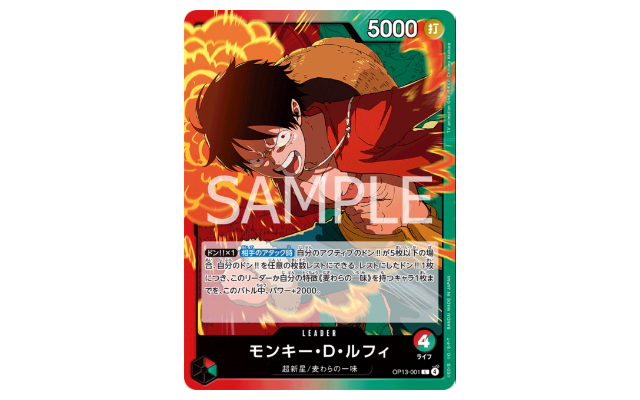 5000
打
SAMPLE
ドン!!×1 相手のアタック時 自分のアクティブのドン!!が5枚以下の場
合、自分のドン!!を任意の枚数レストにできる。レストにしたドン!!1枚
につき、このリーダーか自分の特徴《麦わらの一味》を持つキャラ1枚ま
でを、このバトル中、パワー+2000。
LEADER
モンキー・D・ルフィ
4
ライフ
超新星/麦わらの一味
OP13-001 L